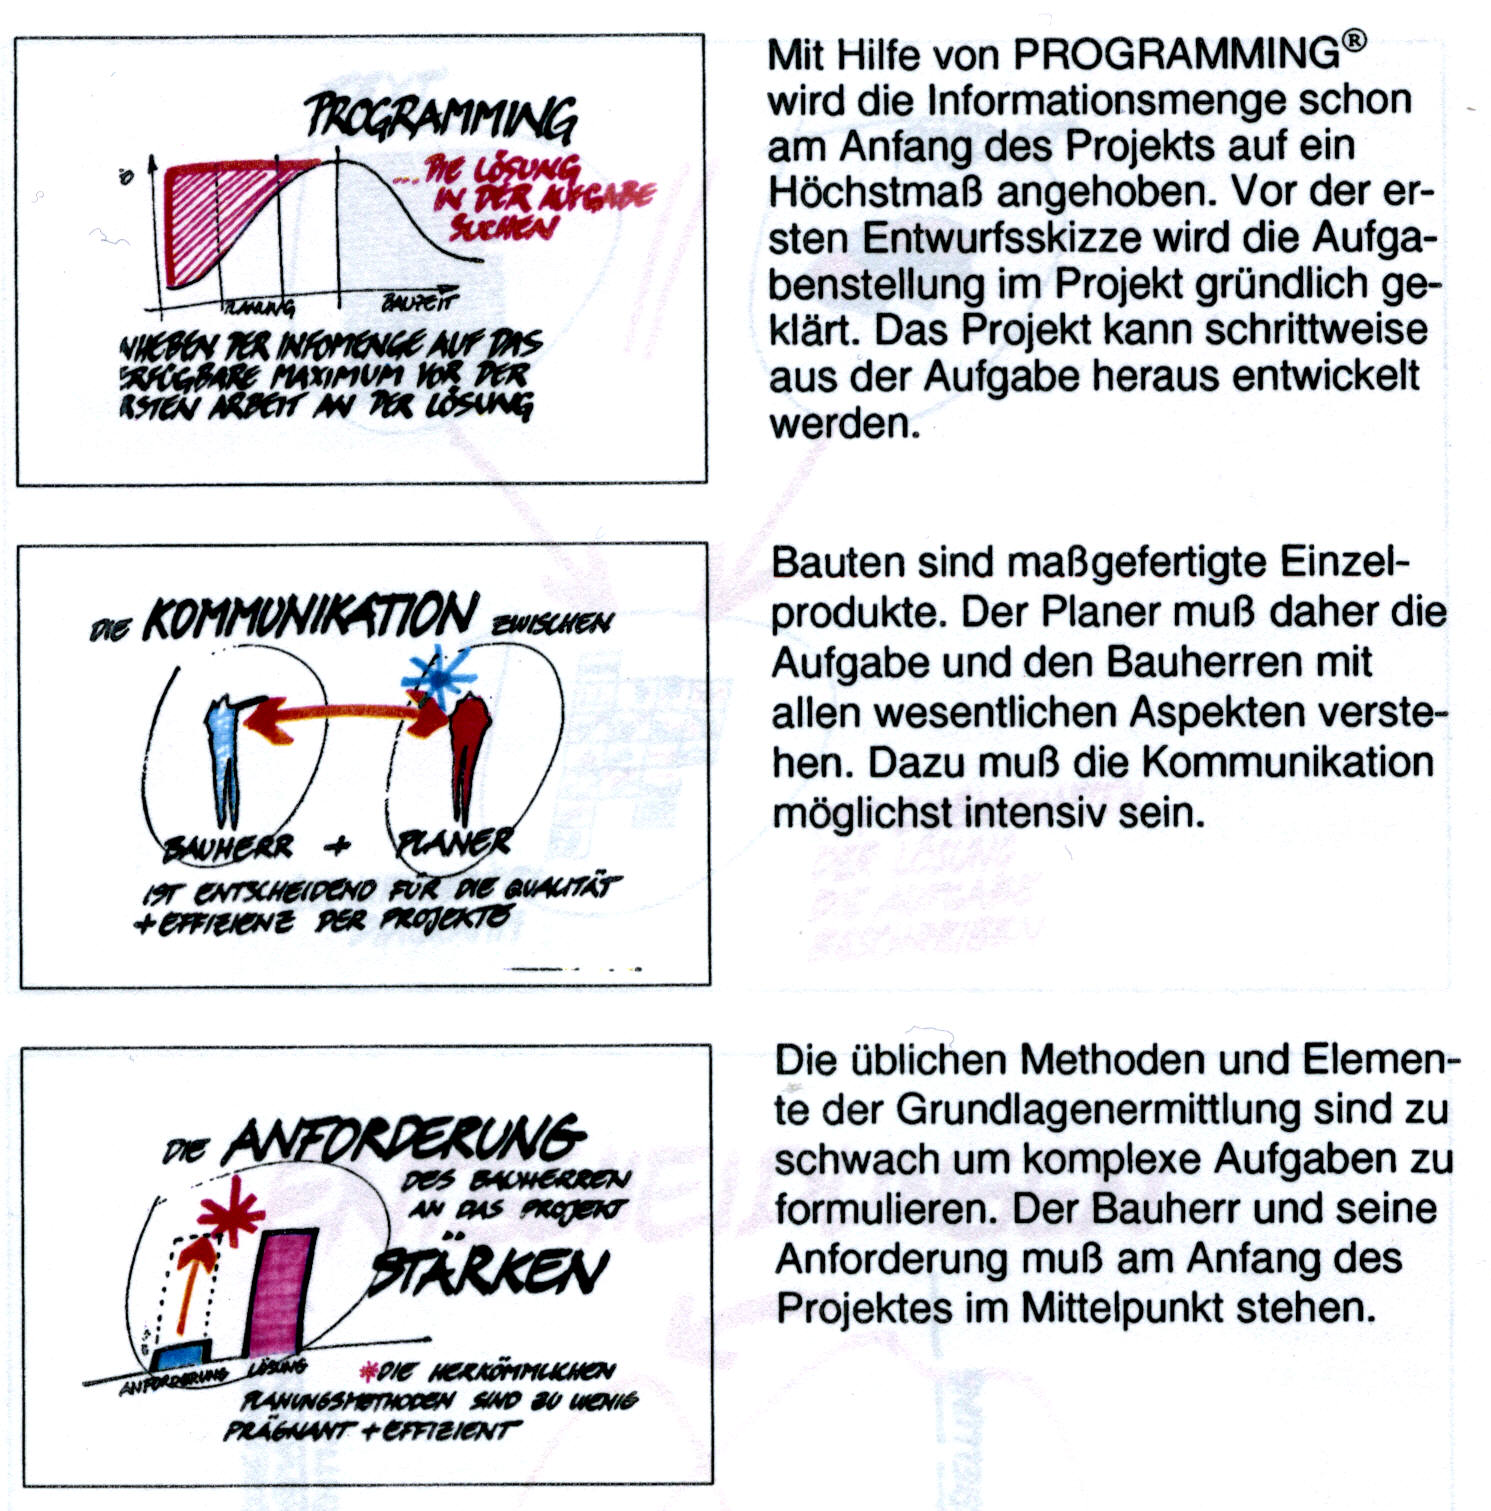 PROGRAMMING
... DIE LÖSUNG
IN DER AUFGABE
SUCHEN
PLANUNG BAUZEIT
NHEBEN DER INFOMENGE AUF DAS
ERFÜGBARE MAXIMUM VOR DER
RSTEN ARBEIT AN DER LÖSUNG
Mit Hilfe von PROGRAMMING®
wird die Informationsmenge schon
am Anfang des Projekts auf ein
Höchstmaß angehoben. Vor der er-
sten Entwurfsskizze wird die Aufga-
benstellung im Projekt gründlich ge-
klärt. Das Projekt kann schrittweise
aus der Aufgabe heraus entwickelt
werden.
DIE KOMMUNIKATION ZWISCHEN
BAUHERR + PLANER
IST ENTSCHEIDEND FÜR DIE QUALITÄT
+ EFFIZIENZ DER PROJEKTE
Bauten sind maßgefertigte Einzel-
produkte. Der Planer muß daher die
Aufgabe und den Bauherren mit
allen wesentlichen Aspekten verste-
hen. Dazu muß die Kommunikation
möglichst intensiv sein.
DIE ANFORDERUNG
DES BAUHERREN
AN DAS PROJEKT
STÄRKEN
ANFORDERUNG LÖSUNG
*DIE HERKÖMMLICHEN
PLANUNGSMETHODEN SIND ZU WENIG
PRÄGNANT + EFFIZIENT
Die üblichen Methoden und Elemen-
te der Grundlagenermittlung sind zu
schwach um komplexe Aufgaben zu
formulieren. Der Bauherr und seine
Anforderung muß am Anfang des
Projektes im Mittelpunkt stehen.